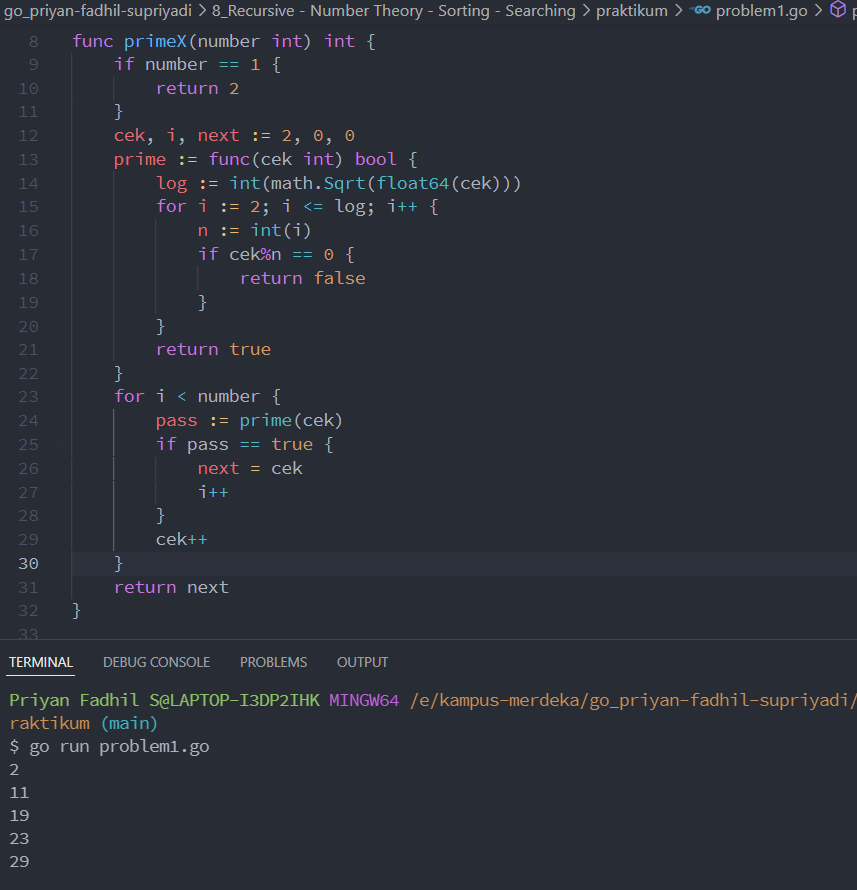 go_priyan-fadhil-supriyadi > 8_Recursive - Number Theory - Sorting - Searching > praktikum > GO problem1.go > p
8 func primeX(number int) int {
9     if number == 1 {
10         return 2
11     }
12     cek, i, next := 2, 0, 0
13     prime := func(cek int) bool {
14         log := int(math.Sqrt(float64(cek)))
15         for i := 2; i <= log; i++ {
16             n := int(i)
17             if cek%n == 0 {
18                 return false
19             }
20         }
21         return true
22     }
23     for i < number {
24         pass := prime(cek)
25         if pass == true {
26             next = cek
27             i++
28         }
29         cek++
30     }
31     return next
32 }
33
TERMINAL DEBUG CONSOLE PROBLEMS OUTPUT
Priyan Fadhil S@LAPTOP-I3DP2IHK MINGW64 /e/kampus-merdeka/go_priyan-fadhil-supriyadi/
raktikum (main)
$ go run problem1.go
2
11
19
23
29